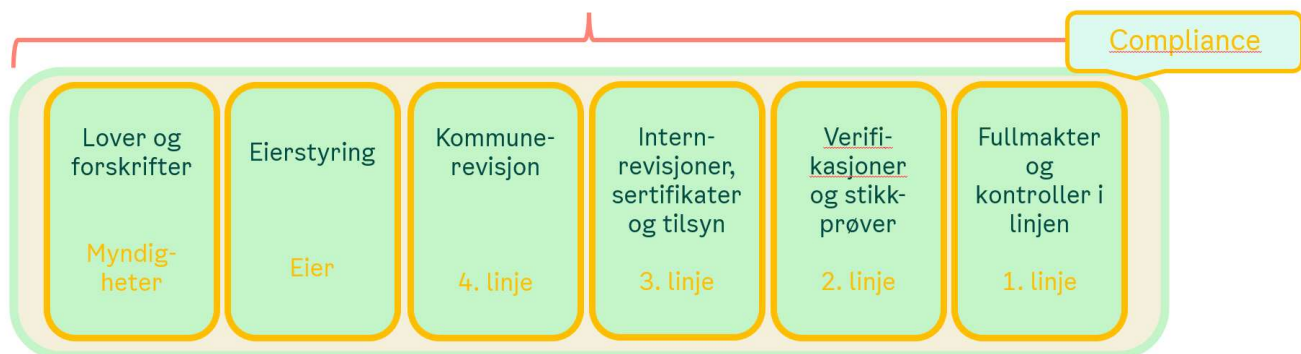 Compliance
Lover og
forskrifter
Myndig-
heter
Eierstyring
Eier
Kommune-
revisjon
4. linje
Intern-
revisjoner,
sertifikater
og tilsyn
3. linje
Verifi-
kasjoner
og stikk-
prøver
2. linje
Fullmakter
og
kontroller i
linjen
1. linje